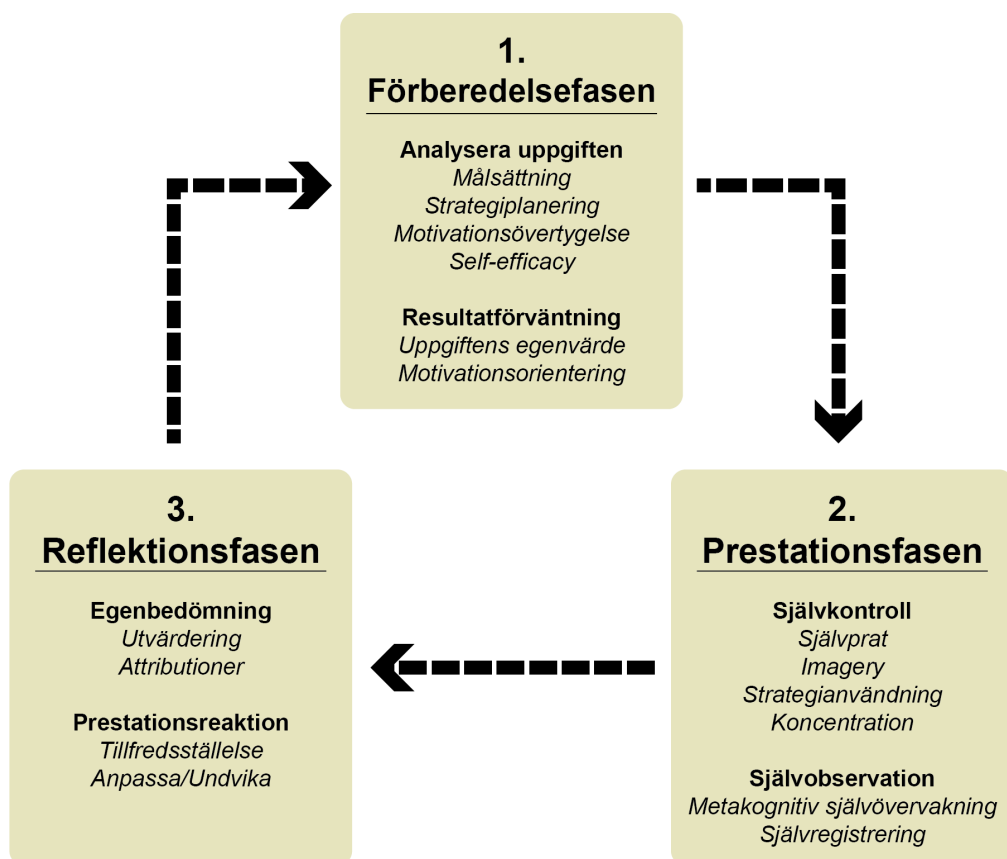 1.
Förberedelsefasen
Analysera uppgiften
Målsättning
Strategiplanering
Motivationsövertygelse
Self-efficacy
Resultatförväntning
Uppgiftens egenvärde
Motivationsorientering
2.
Prestationsfasen
Självkontroll
Självprat
Imagery
Strategianvändning
Koncentration
Självobservation
Metakognitiv självövervakning
Självregistrering
3.
Reflektionsfasen
Egenbedömning
Utvärdering
Attributioner
Prestationsreaktion
Tillfredsställelse
Anpassa/Undvika